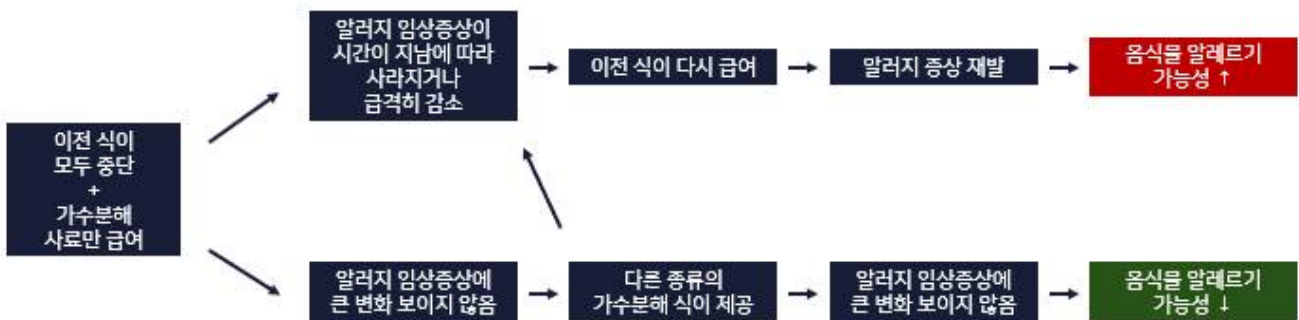 이전 식이
모두 중단
+
가수분해
사료만 급여
알러지 임상증상이
시간이 지남에 따라
사라지거나
급격히 감소
이전 식이 다시 급여
알러지 증상 재발
음식물 알레르기
가능성 ↑
알러지 임상증상에
큰 변화 보이지 않음
다른 종류의
가수분해 식이 제공
알러지 임상증상에
큰 변화 보이지 않음
음식물 알레르기
가능성 ↓